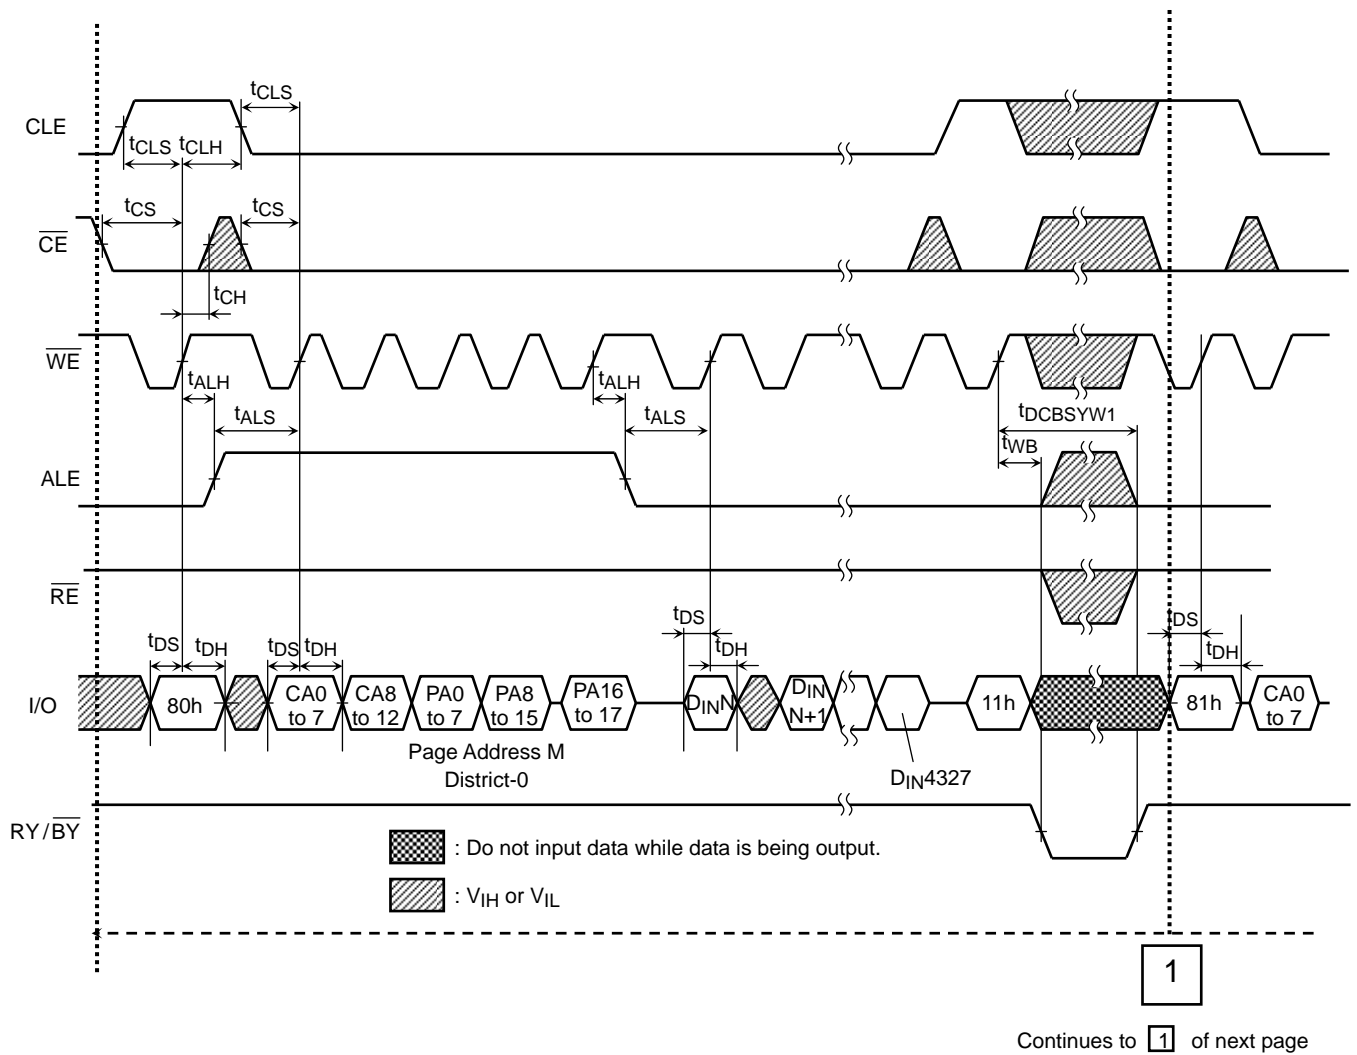 tCLS
CLE
tCLS tCLH
tCS tCS
CE
tCH
WE
tALH tALH
tALS tALS tDCBSYW1
tWB
ALE
RE
tDS tDH tDS tDH tDS tDH DS tDH
I/O 80h CA0 to 7 CA8 to 12 PA0 to 7 PA8 to 15 PA16 to 17 DINN DIN N+1 11h 81h CA0 to 7
Page Address M
District-0
DIN4327
RY/BY
: Do not input data while data is being output.
: VIH or VIL
1
Continues to 1 of next page